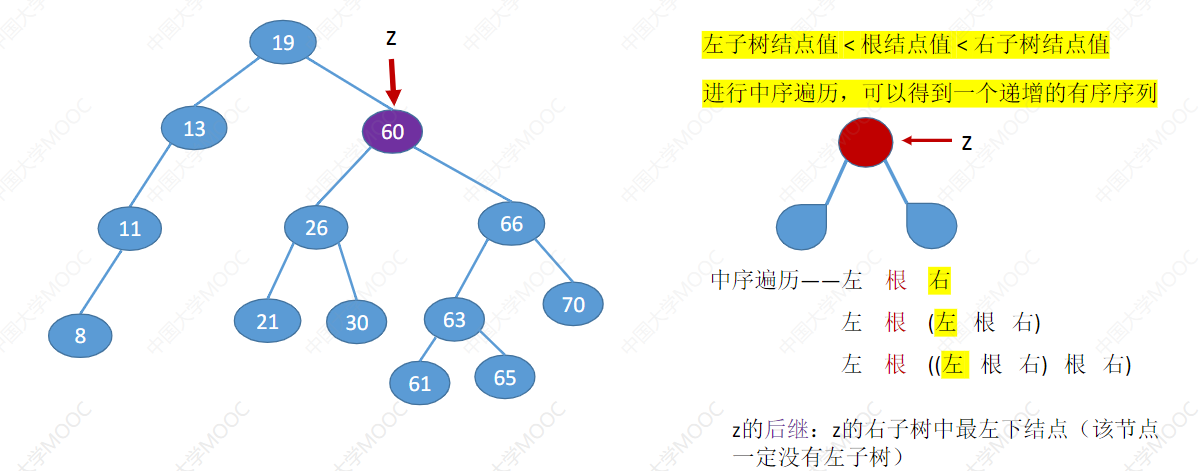 19
z
13
60
11
26
66
8
21
30
63
70
61
65
左子树结点值 < 根结点值 < 右子树结点值
进行中序遍历，可以得到一个递增的有序序列
z
中序遍历——左 根 右
左 根 (左 根 右)
左 根 ((左 根 右) 根 右)
z的后继：z的右子树中最左下结点（该节点
一定没有左子树）
中国大学MOOC